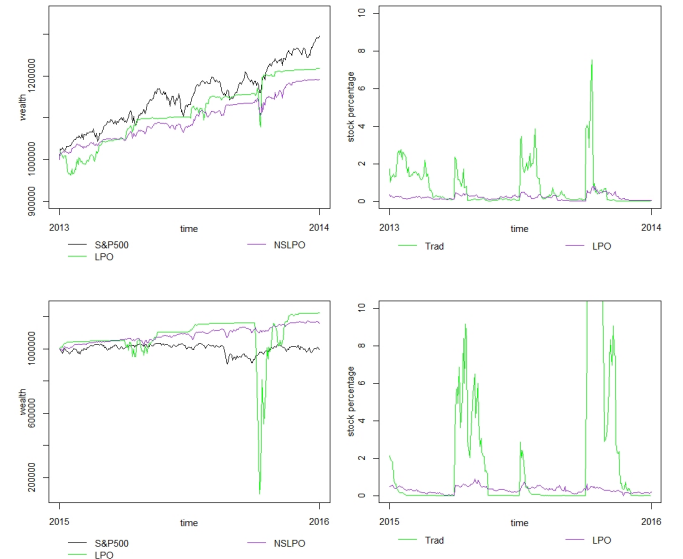 wealth
900000 1000000 1200000
2013 time 2014
S&P500 NSLPO
LPO
stock percentage
0 2 4 6 8 10
2013 time 2014
Trad LPO
wealth
200000 600000 1000000
2015 time 2016
S&P500 NSLPO
LPO
stock percentage
0 2 4 6 8 10
2015 time 2016
Trad LPO